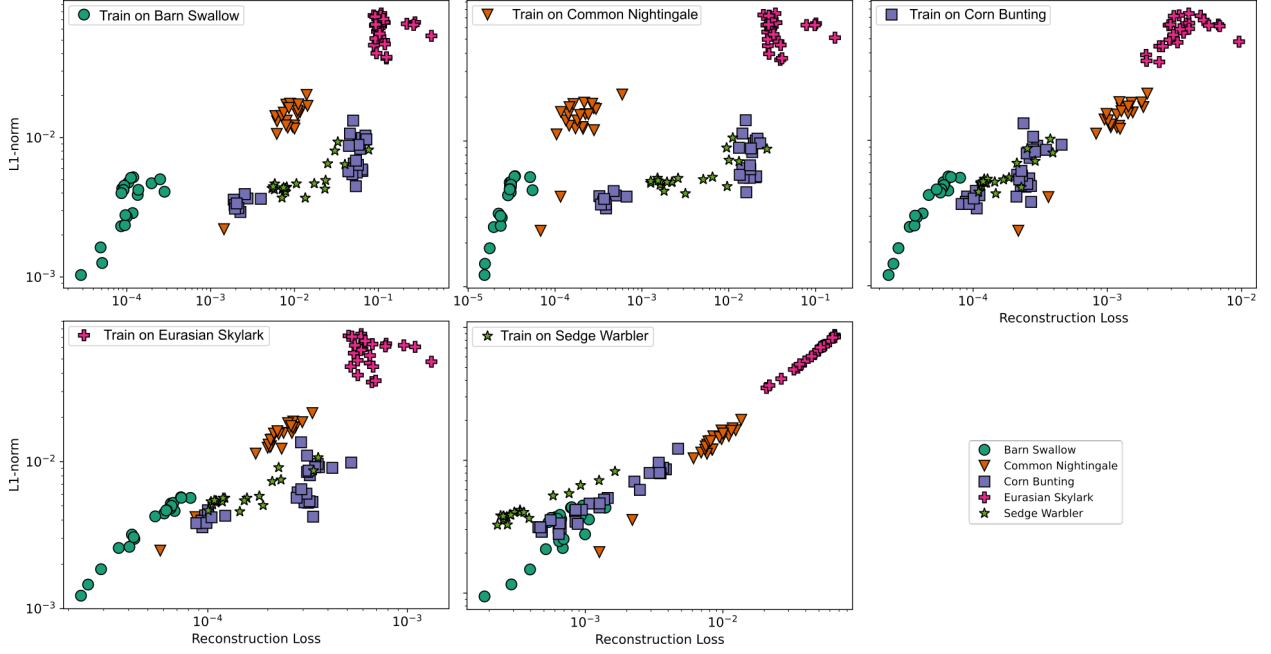 Train on Barn Swallow
Train on Common Nightingale
Train on Corn Bunting
L1-norm
10⁻²
10⁻³
10⁻⁴
10⁻³
10⁻²
10⁻¹
10⁻⁵
10⁻⁴
10⁻³
10⁻²
10⁻¹
10⁻⁴
10⁻³
10⁻²
Reconstruction Loss
Train on Eurasian Skylark
Train on Sedge Warbler
L1-norm
10⁻²
10⁻³
10⁻⁴
10⁻³
10⁻³
10⁻²
Reconstruction Loss
Reconstruction Loss
Barn Swallow
Common Nightingale
Corn Bunting
Eurasian Skylark
Sedge Warbler